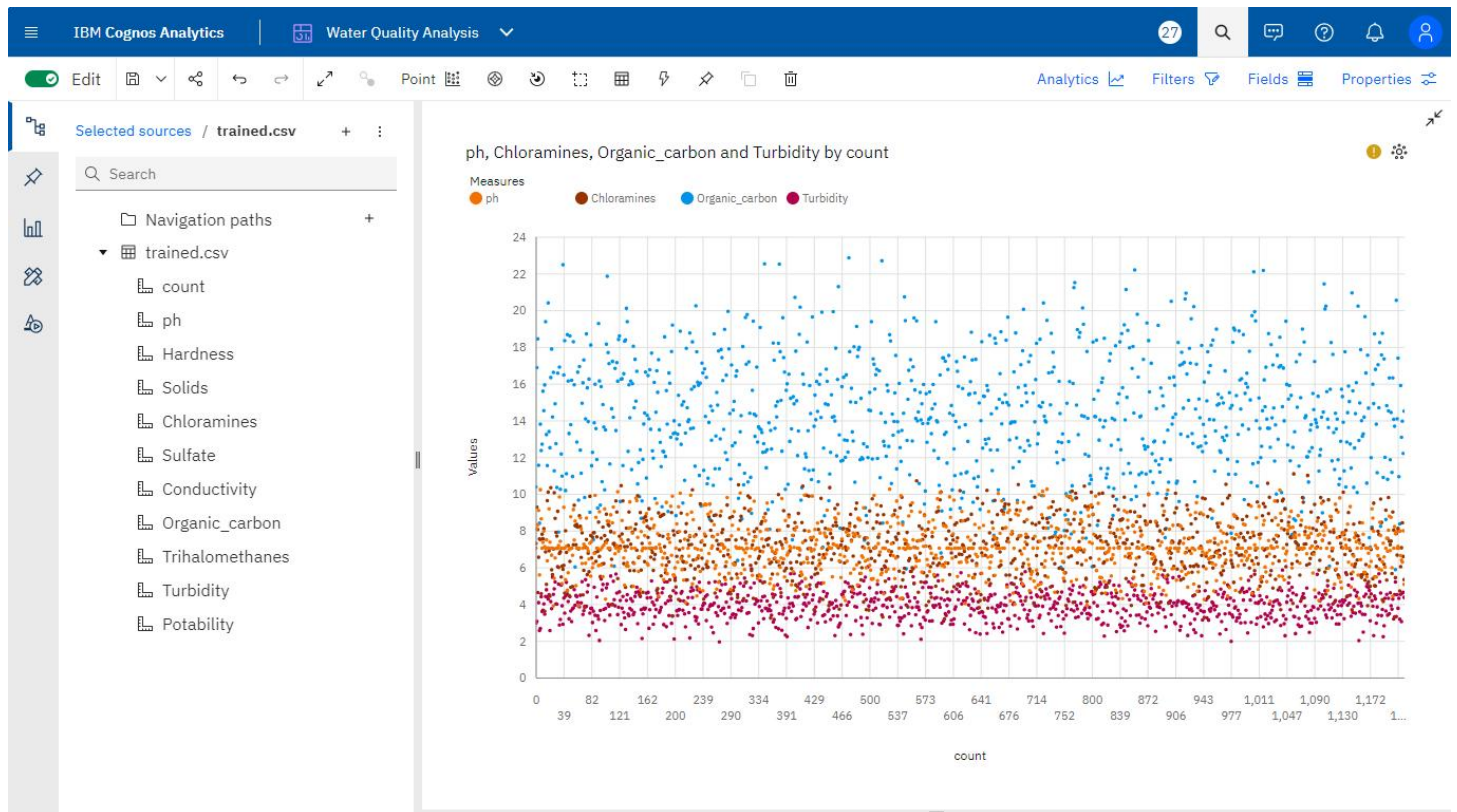 IBM Cognos Analytics
Water Quality Analysis
27
Edit
Point
Analytics
Filters
Fields
Properties
Selected sources / trained.csv
Search
Navigation paths
trained.csv
count
ph
Hardness
Solids
Chloramines
Sulfate
Conductivity
Organic_carbon
Trihalomethanes
Turbidity
Potability
ph, Chloramines, Organic_carbon and Turbidity by count
Measures
ph Chloramines Organic_carbon Turbidity
24
22
20
18
16
14
12
10
8
6
4
2
0
Values
0 82 162 239 334 429 500 573 641 714 800 872 943 1,011 1,090 1,172
39 121 200 290 391 466 537 606 676 752 839 906 977 1,047 1,130 1...
count